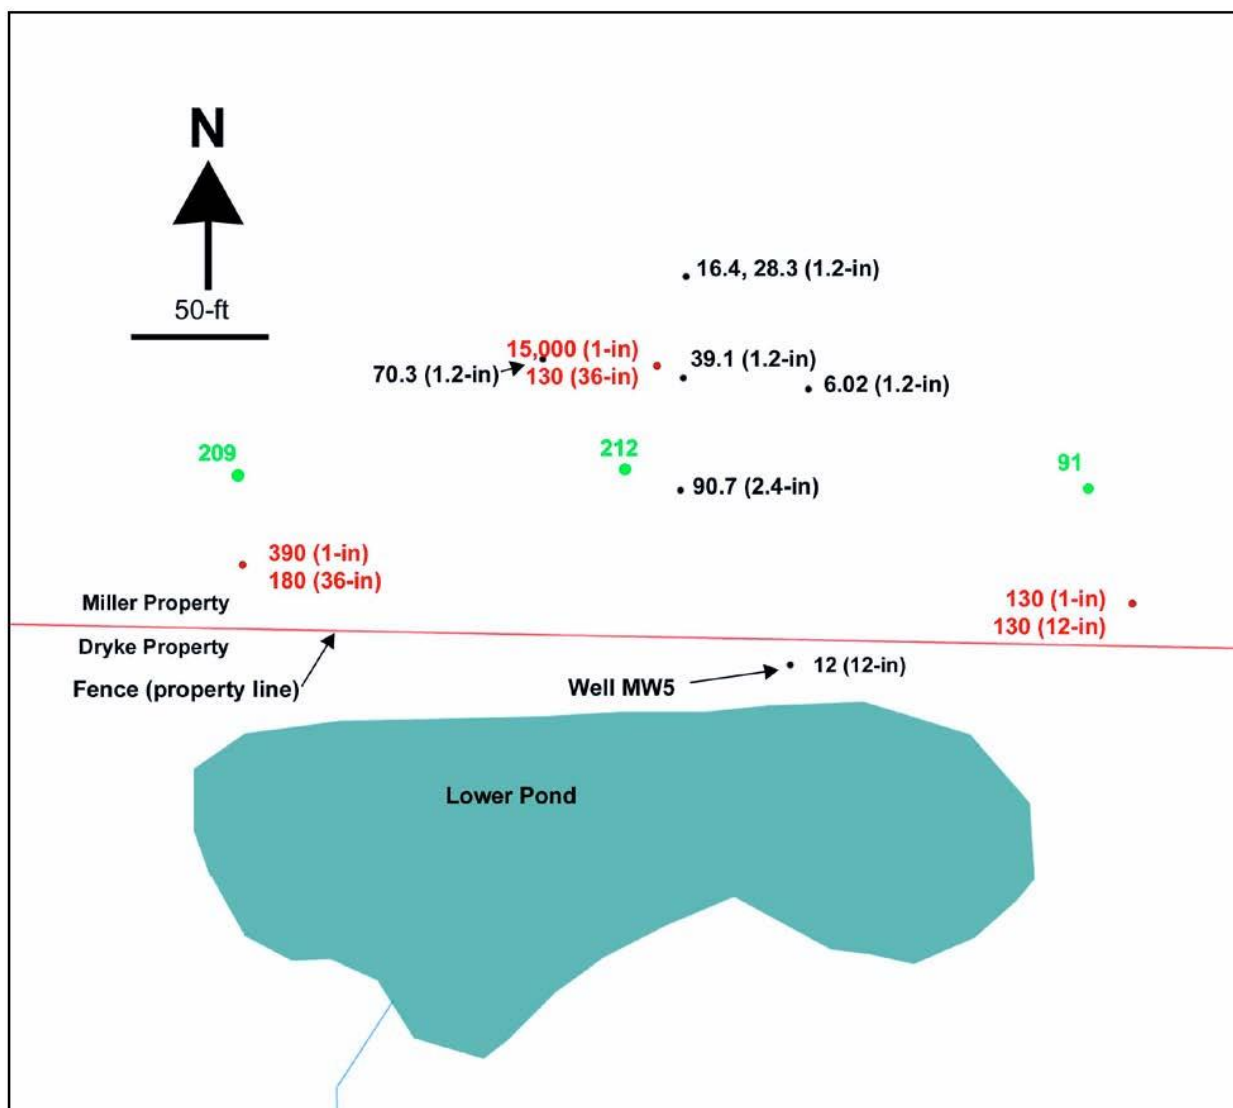 N
50-ft
16.4, 28.3 (1.2-in)
15,000 (1-in)
130 (36-in)
70.3 (1.2-in)
39.1 (1.2-in)
6.02 (1.2-in)
209
212
91
90.7 (2.4-in)
390 (1-in)
180 (36-in)
Miller Property
130 (1-in)
130 (12-in)
Dryke Property
12 (12-in)
Fence (property line)
Well MW5
Lower Pond